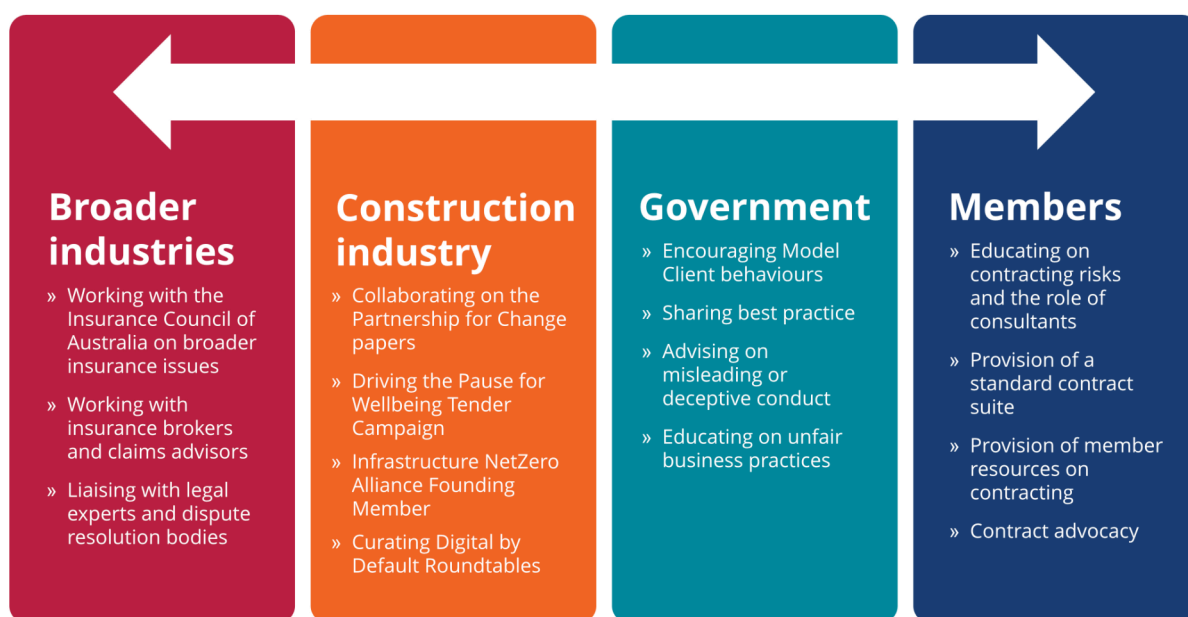 Broader
industries
» Working with the
Insurance Council of
Australia on broader
insurance issues
» Working with
insurance brokers
and claims advisors
» Liaising with legal
experts and dispute
resolution bodies
Construction
industry
» Collaborating on the
Partnership for Change
papers
» Driving the Pause for
Wellbeing Tender
Campaign
» Infrastructure NetZero
Alliance Founding
Member
» Curating Digital by
Default Roundtables
Government
» Encouraging Model
Client behaviours
» Sharing best practice
» Advising on
misleading or
deceptive conduct
» Educating on unfair
business practices
Members
» Educating on
contracting risks
and the role of
consultants
» Provision of a
standard contract
suite
» Provision of member
resources on
contracting
» Contract advocacy